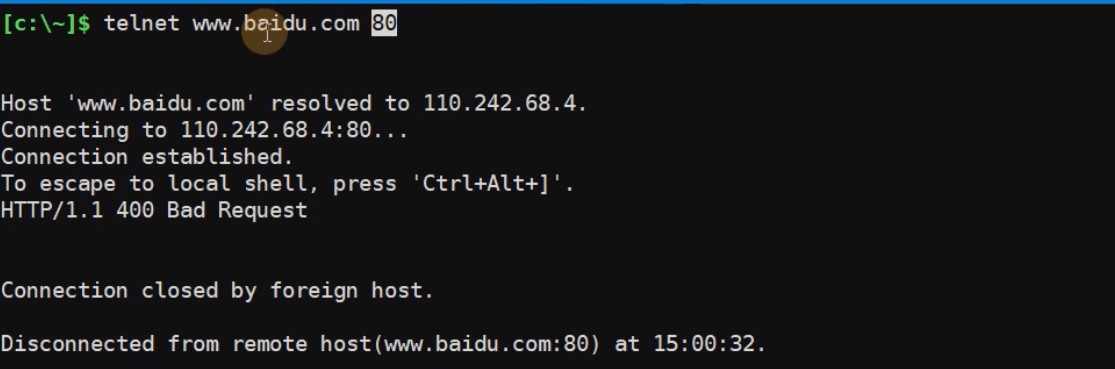 [c:\~]$ telnet www.baidu.com 80
Host 'www.baidu.com' resolved to 110.242.68.4.
Connecting to 110.242.68.4:80...
Connection established.
To escape to local shell, press 'Ctrl+Alt+]'.
HTTP/1.1 400 Bad Request
Connection closed by foreign host.
Disconnected from remote host(www.baidu.com:80) at 15:00:32.